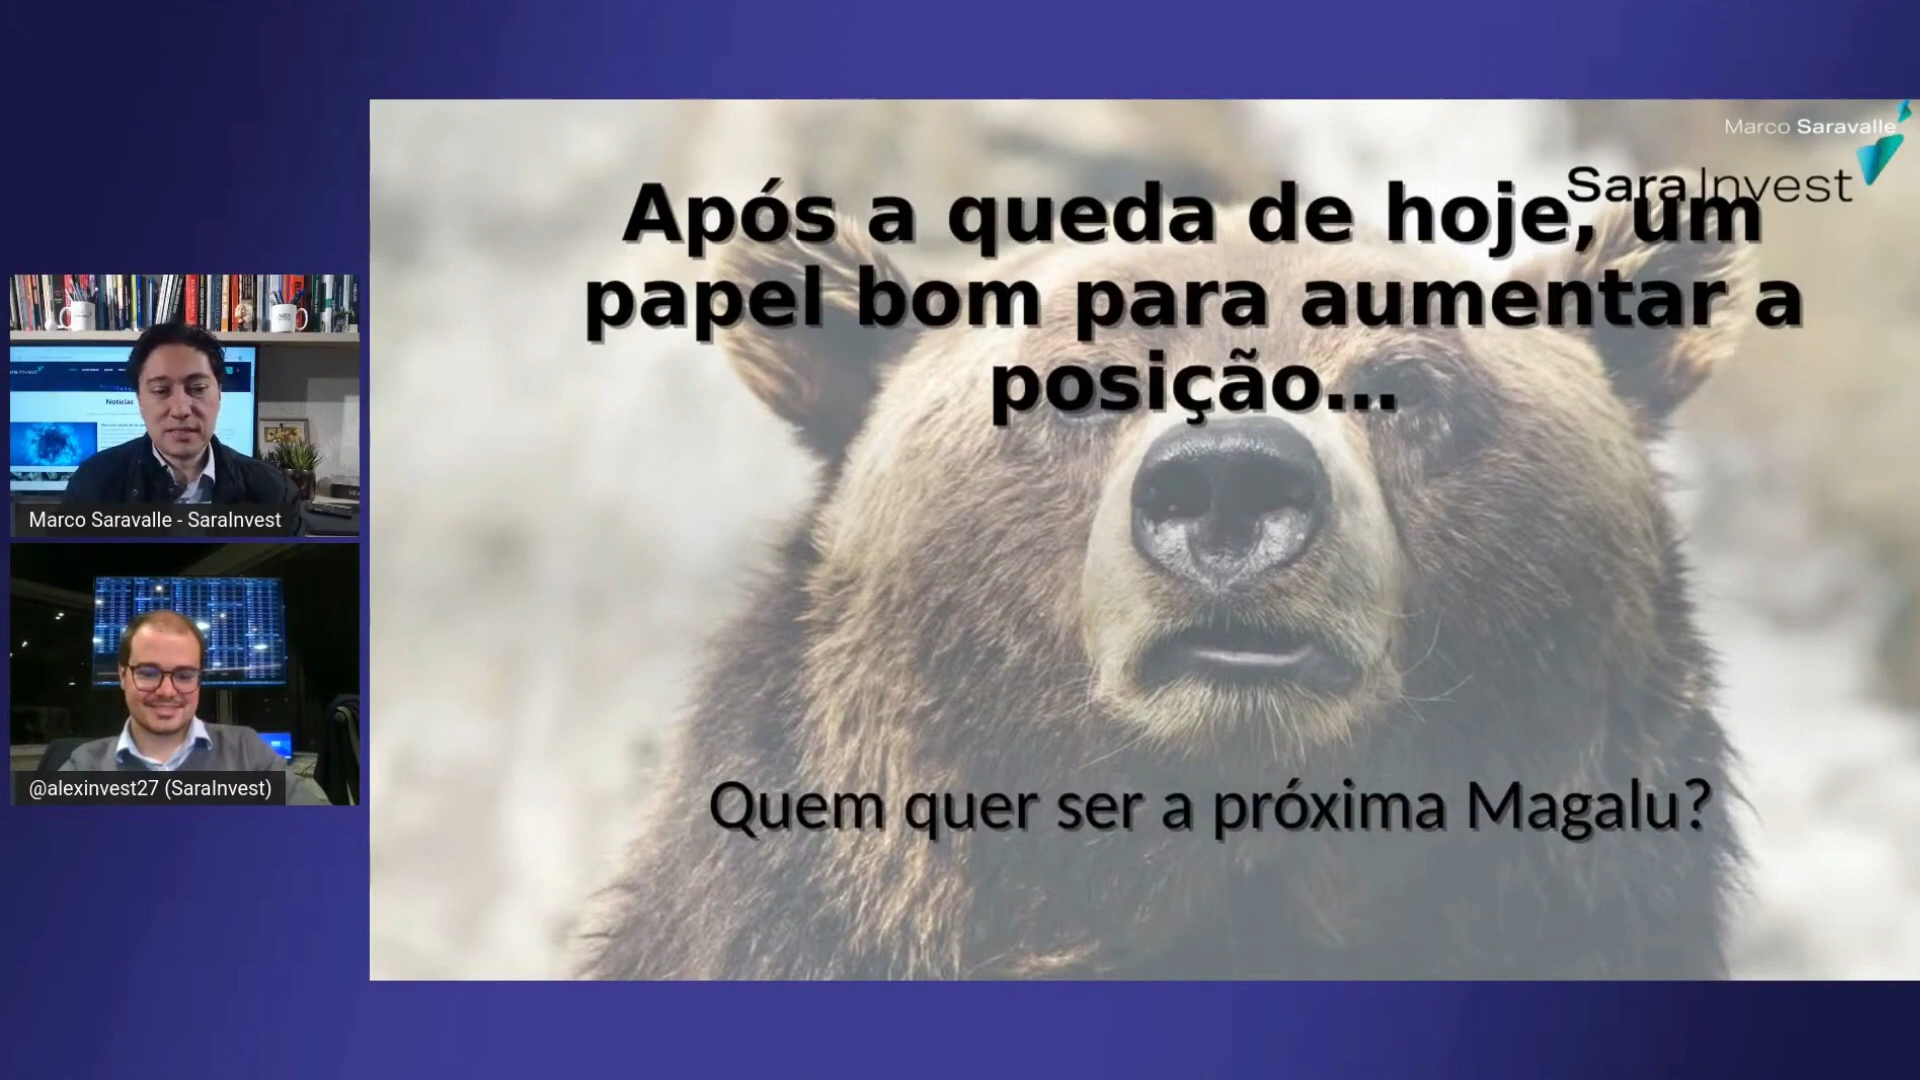 Marco Saravalle
SaraInvest
Após a queda de hoje, um
papel bom para aumentar a
posição...
Notícias
Marco Saravalle - SaraInvest
@alexinvest27 (SaraInvest)
Quem quer ser a próxima Magalu?